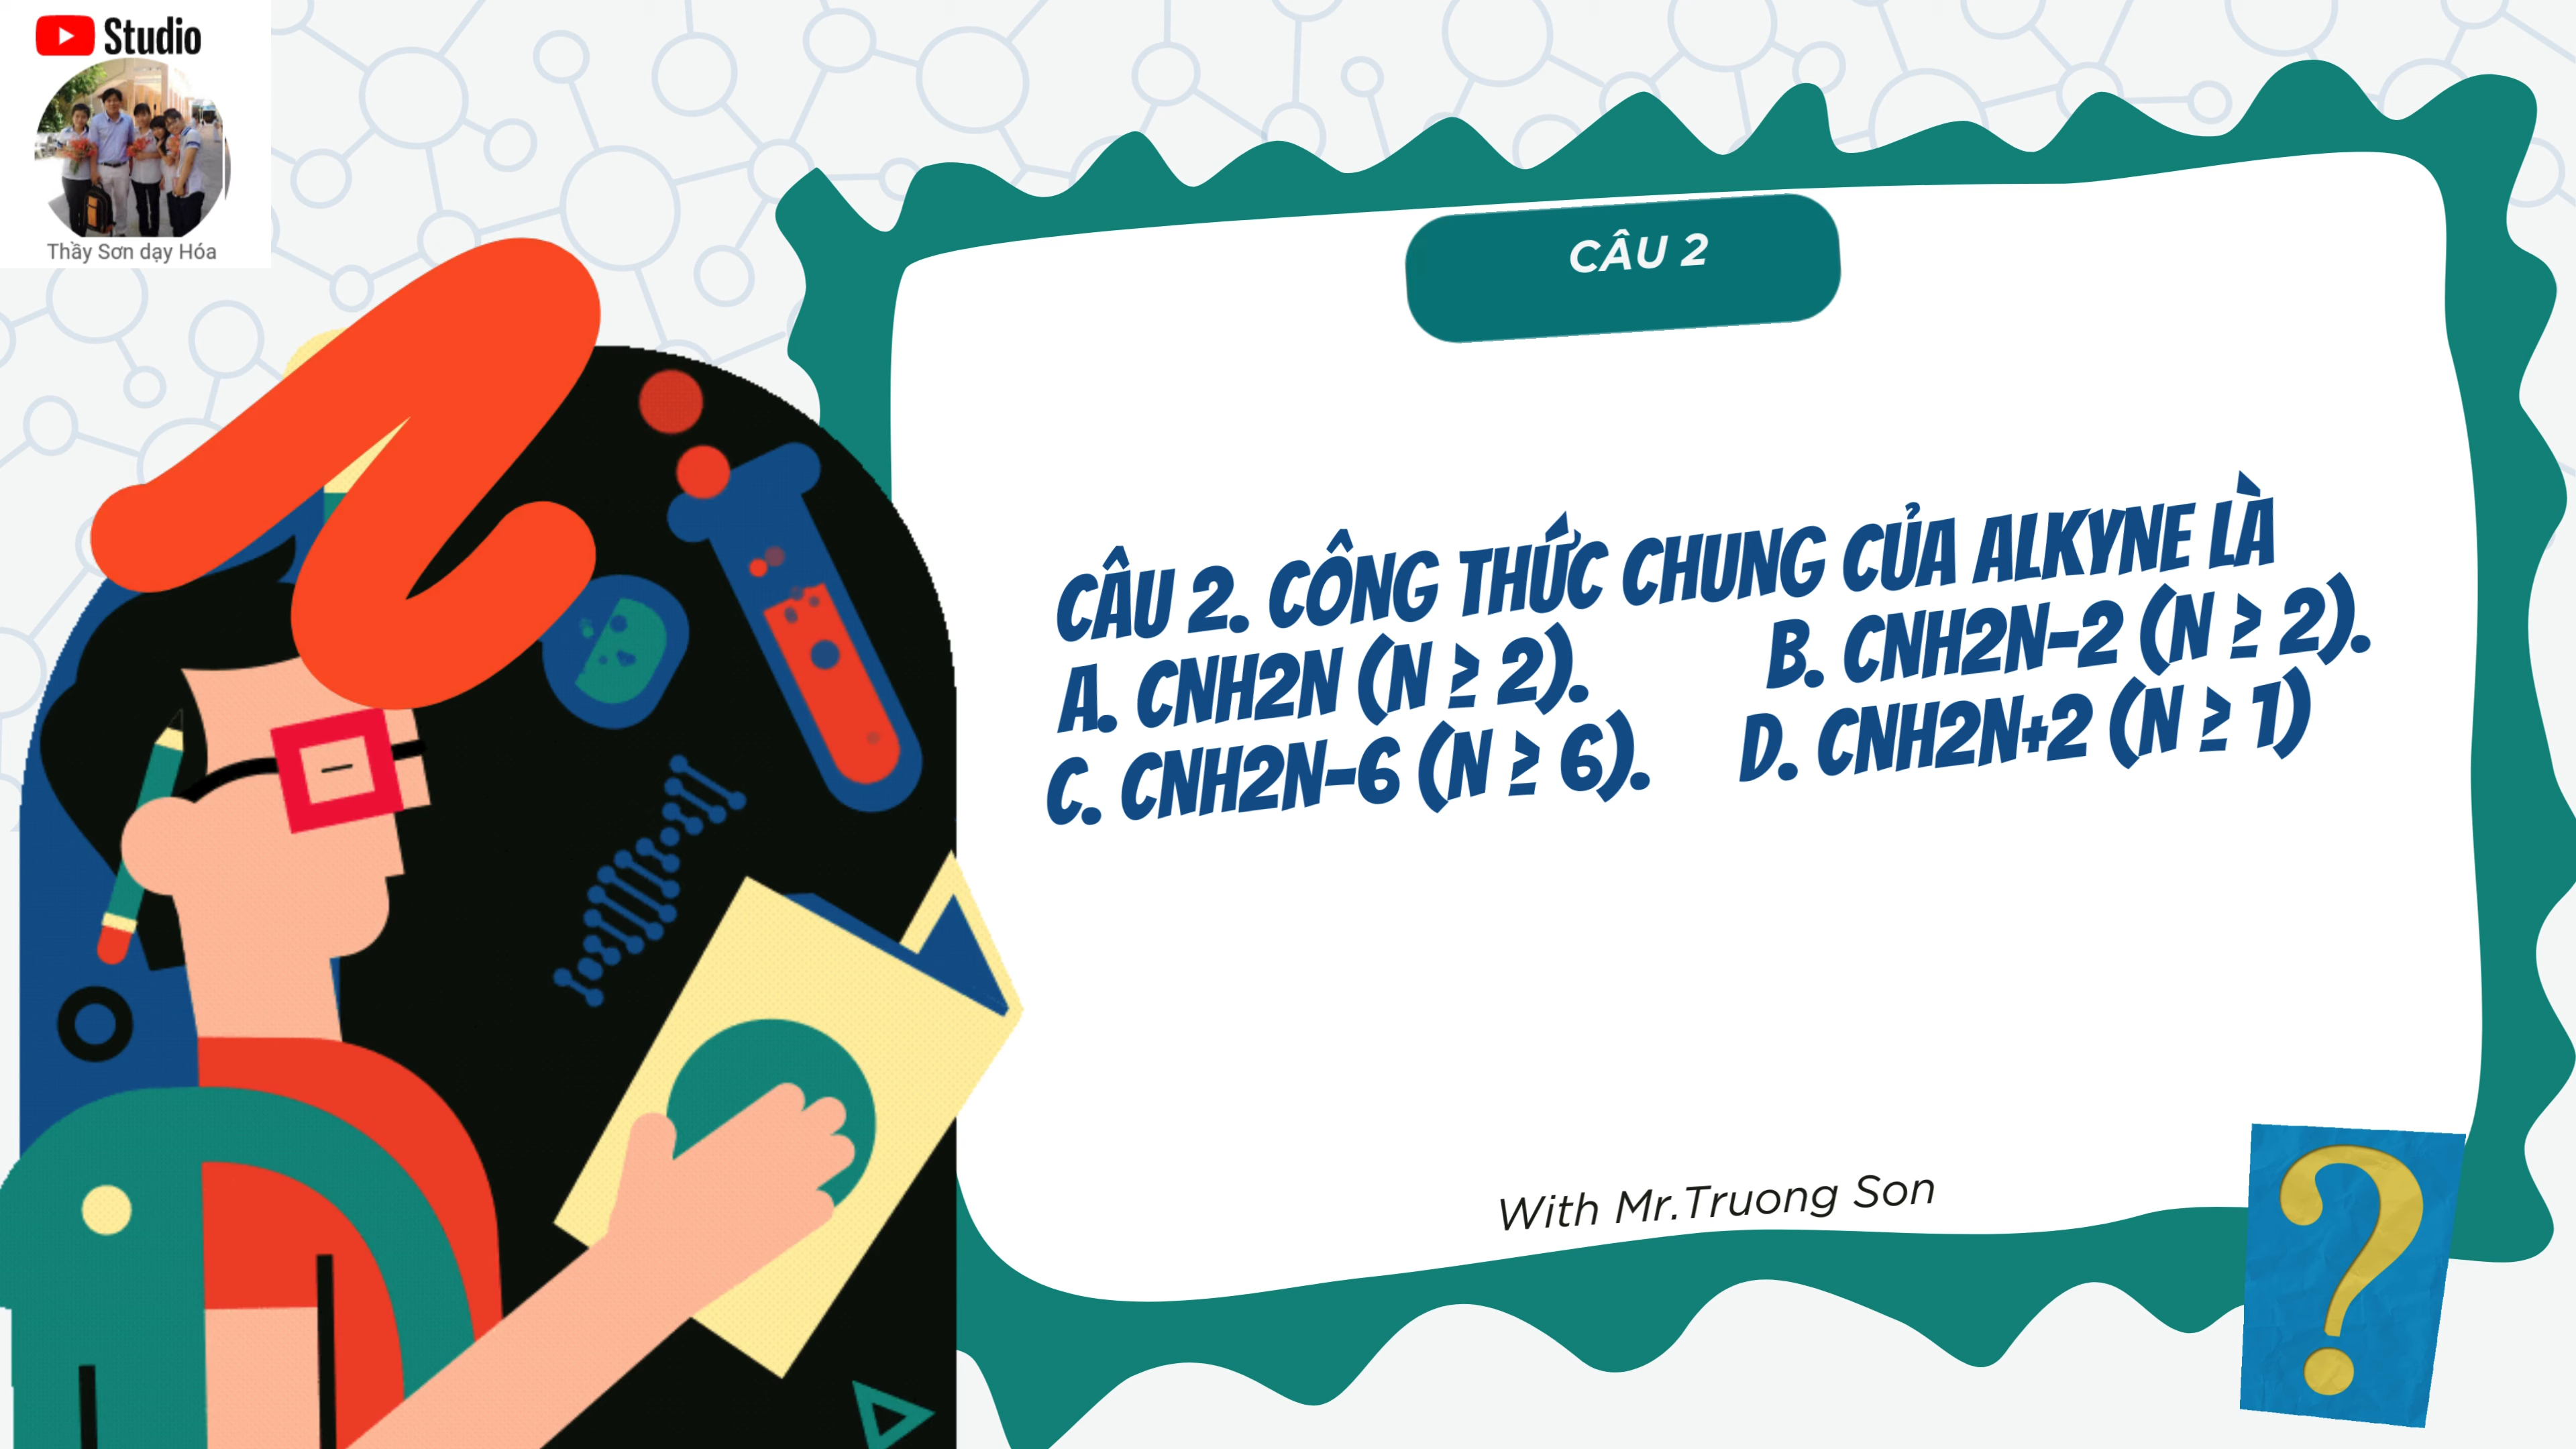 Studio
Thầy Sơn dạy Hóa
CÂU 2
CÂU 2. CÔNG THỨC CHUNG CỦA ALKYNE LÀ
A. CNH2N (N ≥ 2). B. CNH2N-2 (N ≥ 2).
C. CNH2N-6 (N ≥ 6). D. CNH2N+2 (N ≥ 1)
With Mr.Truong Son
?